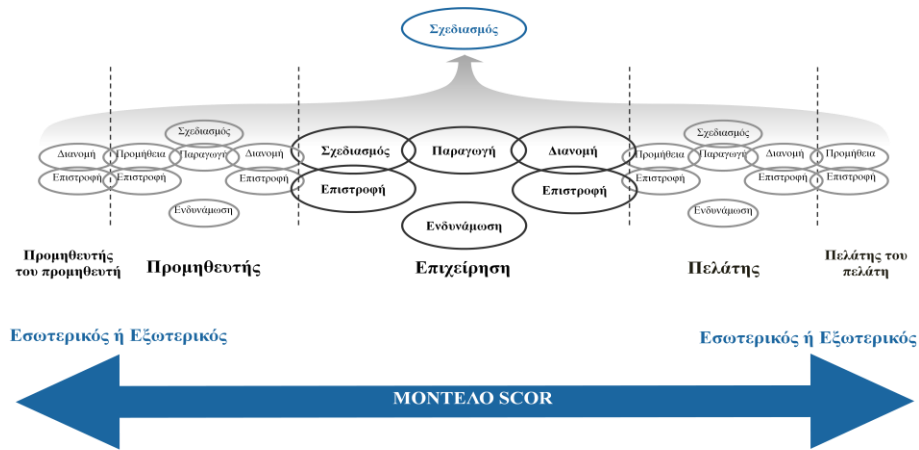 Σχεδιασμός
Σχεδιασμός
Σχεδιασμός
Διανομή
Προμήθεια
Παραγωγή
Διανομή
Σχεδιασμός
Παραγωγή
Διανομή
Προμήθεια
Παραγωγή
Διανομή
Προμήθεια
Επιστροφή
Επιστροφή
Επιστροφή
Επιστροφή
Επιστροφή
Επιστροφή
Επιστροφή
Επιστροφή
Ενδυνάμωση
Ενδυνάμωση
Ενδυνάμωση
Προμηθευτής
του προμηθευτή
Προμηθευτής
Επιχείρηση
Πελάτης
Πελάτης του
πελάτη
Εσωτερικός ή Εξωτερικός
Εσωτερικός ή Εξωτερικός
ΜΟΝΤΕΛΟ SCOR